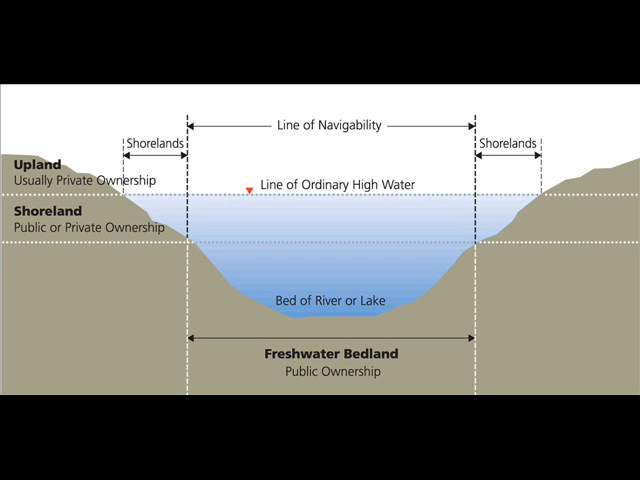 Line of Navigability
Shorelands
Shorelands
Upland
Usually Private Ownership
Line of Ordinary High Water
Shoreland
Public or Private Ownership
Bed of River or Lake
Freshwater Bedland
Public Ownership